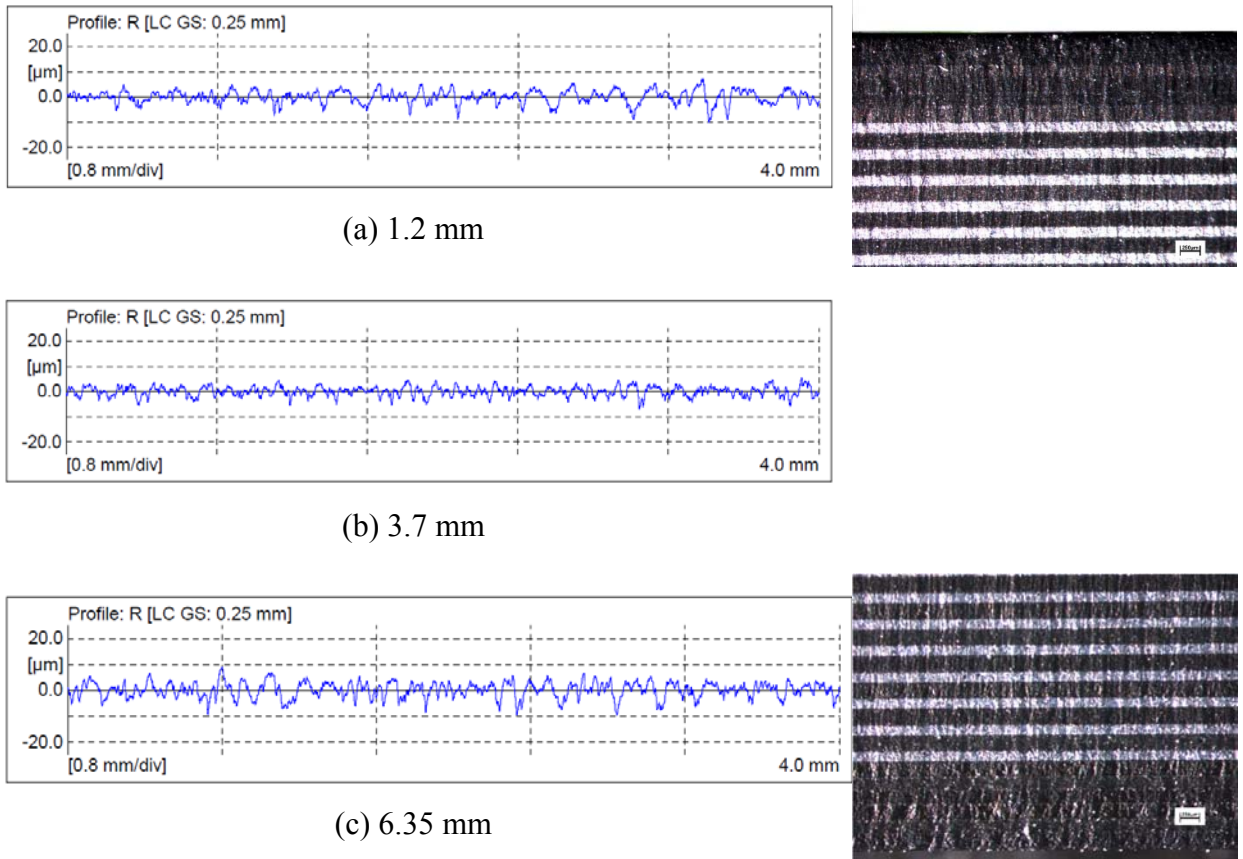 Profile: R [LC GS: 0.25 mm]
20.0
[µm]
0.0
-20.0
[0.8 mm/div]
4.0 mm
(a) 1.2 mm
Profile: R [LC GS: 0.25 mm]
20.0
[µm]
0.0
-20.0
[0.8 mm/div]
4.0 mm
(b) 3.7 mm
Profile: R [LC GS: 0.25 mm]
20.0
[µm]
0.0
-20.0
[0.8 mm/div]
4.0 mm
(c) 6.35 mm